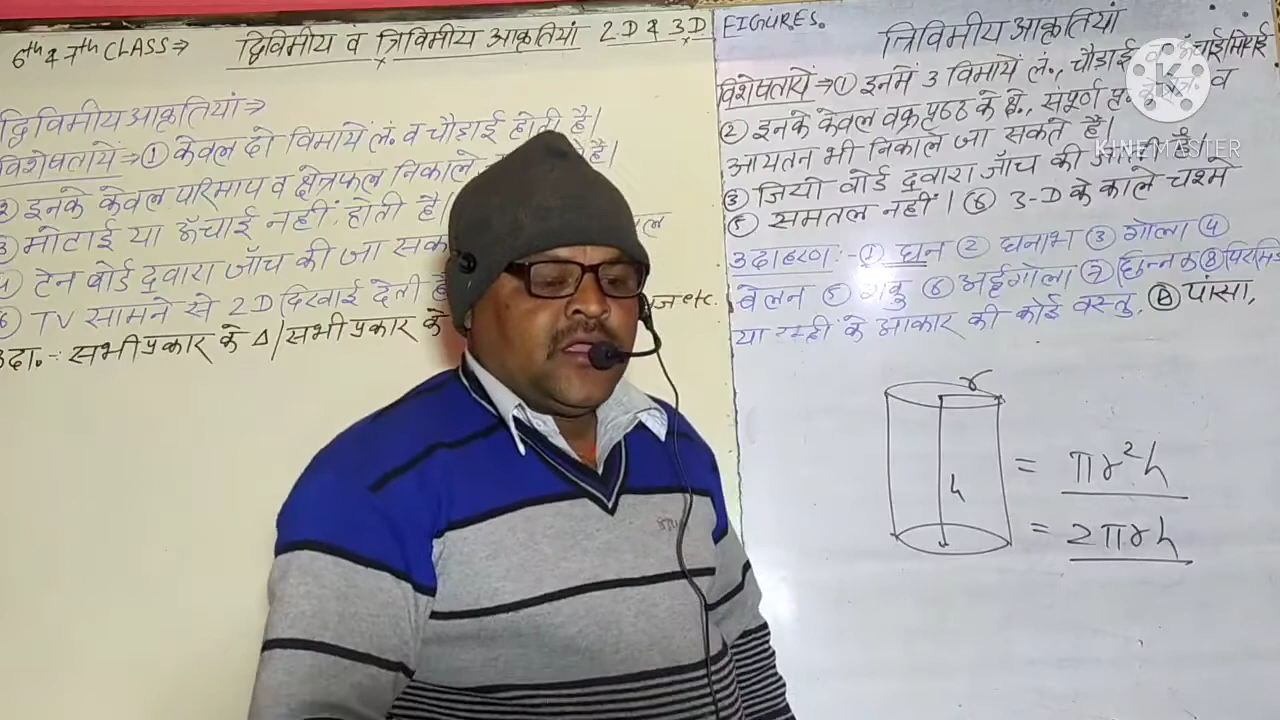 6th & 7th CLASS ⇒ द्विविमीय वं त्रिविमीय आकृतियां 2D & 3D FIGURES.
द्विविमीय आकृतियां ⇒
विशेषतायें ⇒ ① केवल दो विमायें लं. व चौडाई होती है।
② इनके केवल परिमाप व क्षेत्रफल निकाले
③ मोटाई या ऊँचाई नहीं होती है।
④ टेन वोर्ड द्वारा जाँच की जा सक
⑥ TV सामने से 2D दिखाई देती है
उदा. :- सभी प्रकार के Δ/सभी प्रकार के etc.
त्रिविमीय आकृतियां
विशेषतायें ⇒ ① इनमें 3 विमायें लं., चौडाई
② इनके केवल वक्र पृष्ठ के क्षे., संपूर्ण व
आयतन भी निकाले जा सकते है।
③ जियो वोर्ड द्वारा जाँच की जाती है।
⑤ समतल नहीं। ⑥ 3-D के काले चश्मे
उदाहरण :- ① घन ② घनाभ ③ गोला ④
बेलन ⑤ शंकु ⑥ अर्द्धगोला ⑦ ⑧
या के आकार की कोई वस्तु, पांसा,
r
h
= πr²h
= 2πrh
K
KINEMASTER